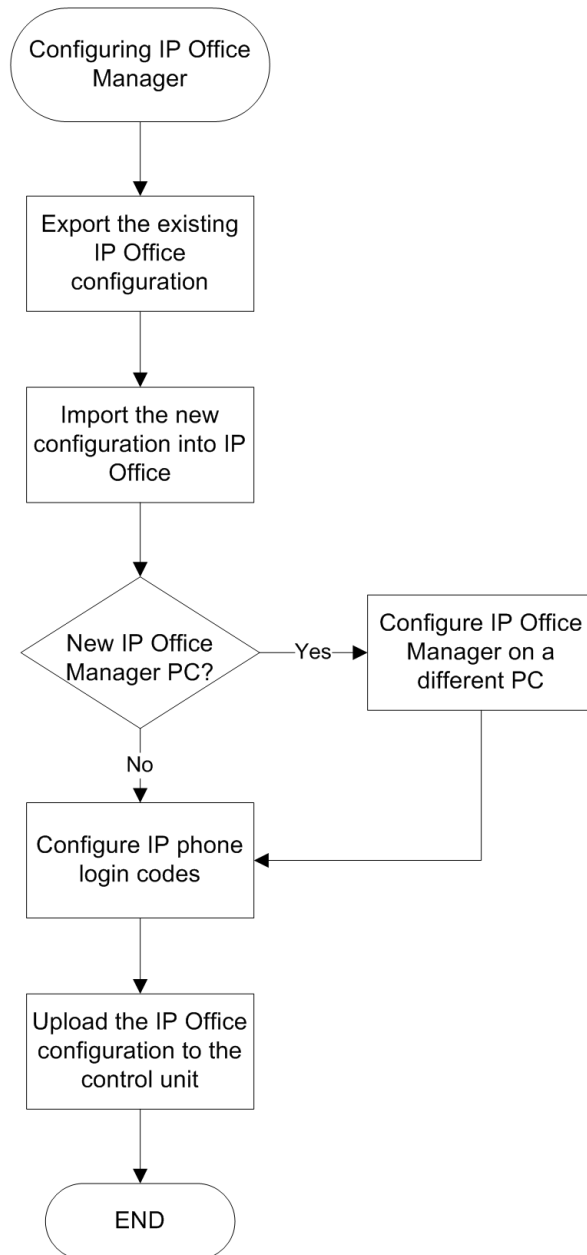 Configuring IP Office
Manager
Export the existing
IP Office
configuration
Import the new
configuration into IP
Office
New IP Office
Manager PC?
Yes
Configure IP Office
Manager on a
different PC
No
Configure IP phone
login codes
Upload the IP Office
configuration to the
control unit
END